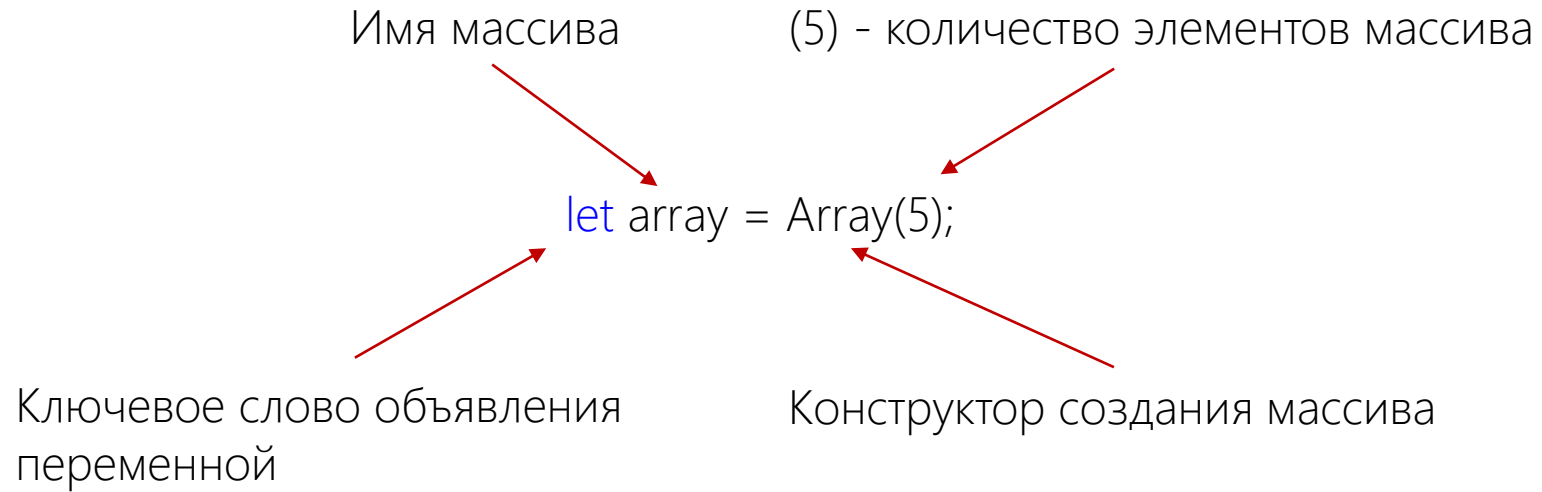 Имя массива
(5) - количество элементов массива
let array = Array(5);
Ключевое слово объявления
переменной
Конструктор создания массива